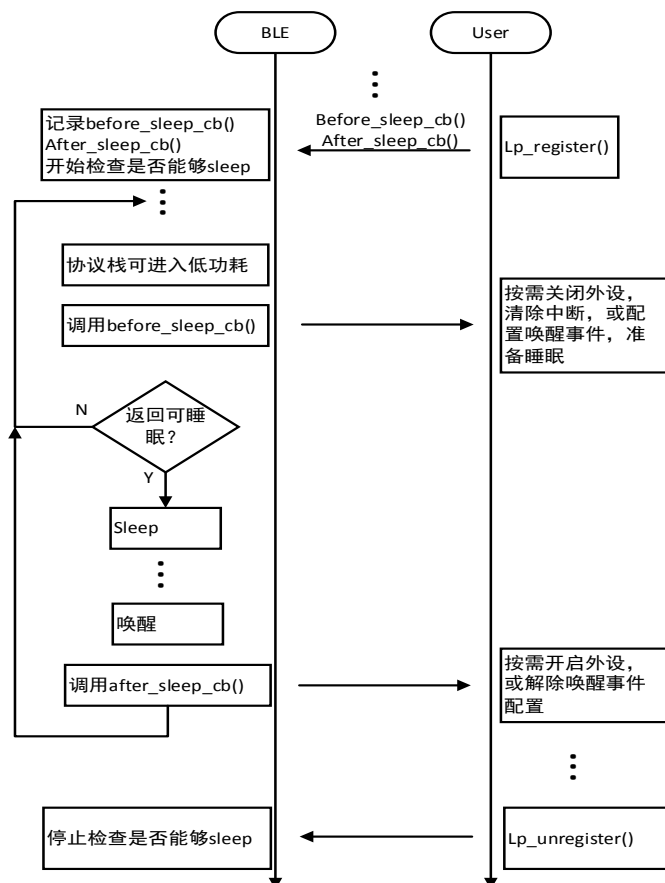 BLE
User
记录before_sleep_cb()
After_sleep_cb()
开始检查是否能够sleep
Before_sleep_cb()
After_sleep_cb()
Lp_register()
协议栈可进入低功耗
调用before_sleep_cb()
按需关闭外设，
清除中断，或配
置唤醒事件，准
备睡眠
N
返回可睡
眠？
Y
Sleep
唤醒
调用after_sleep_cb()
按需开启外设，
或解除唤醒事件
配置
停止检查是否能够sleep
Lp_unregister()